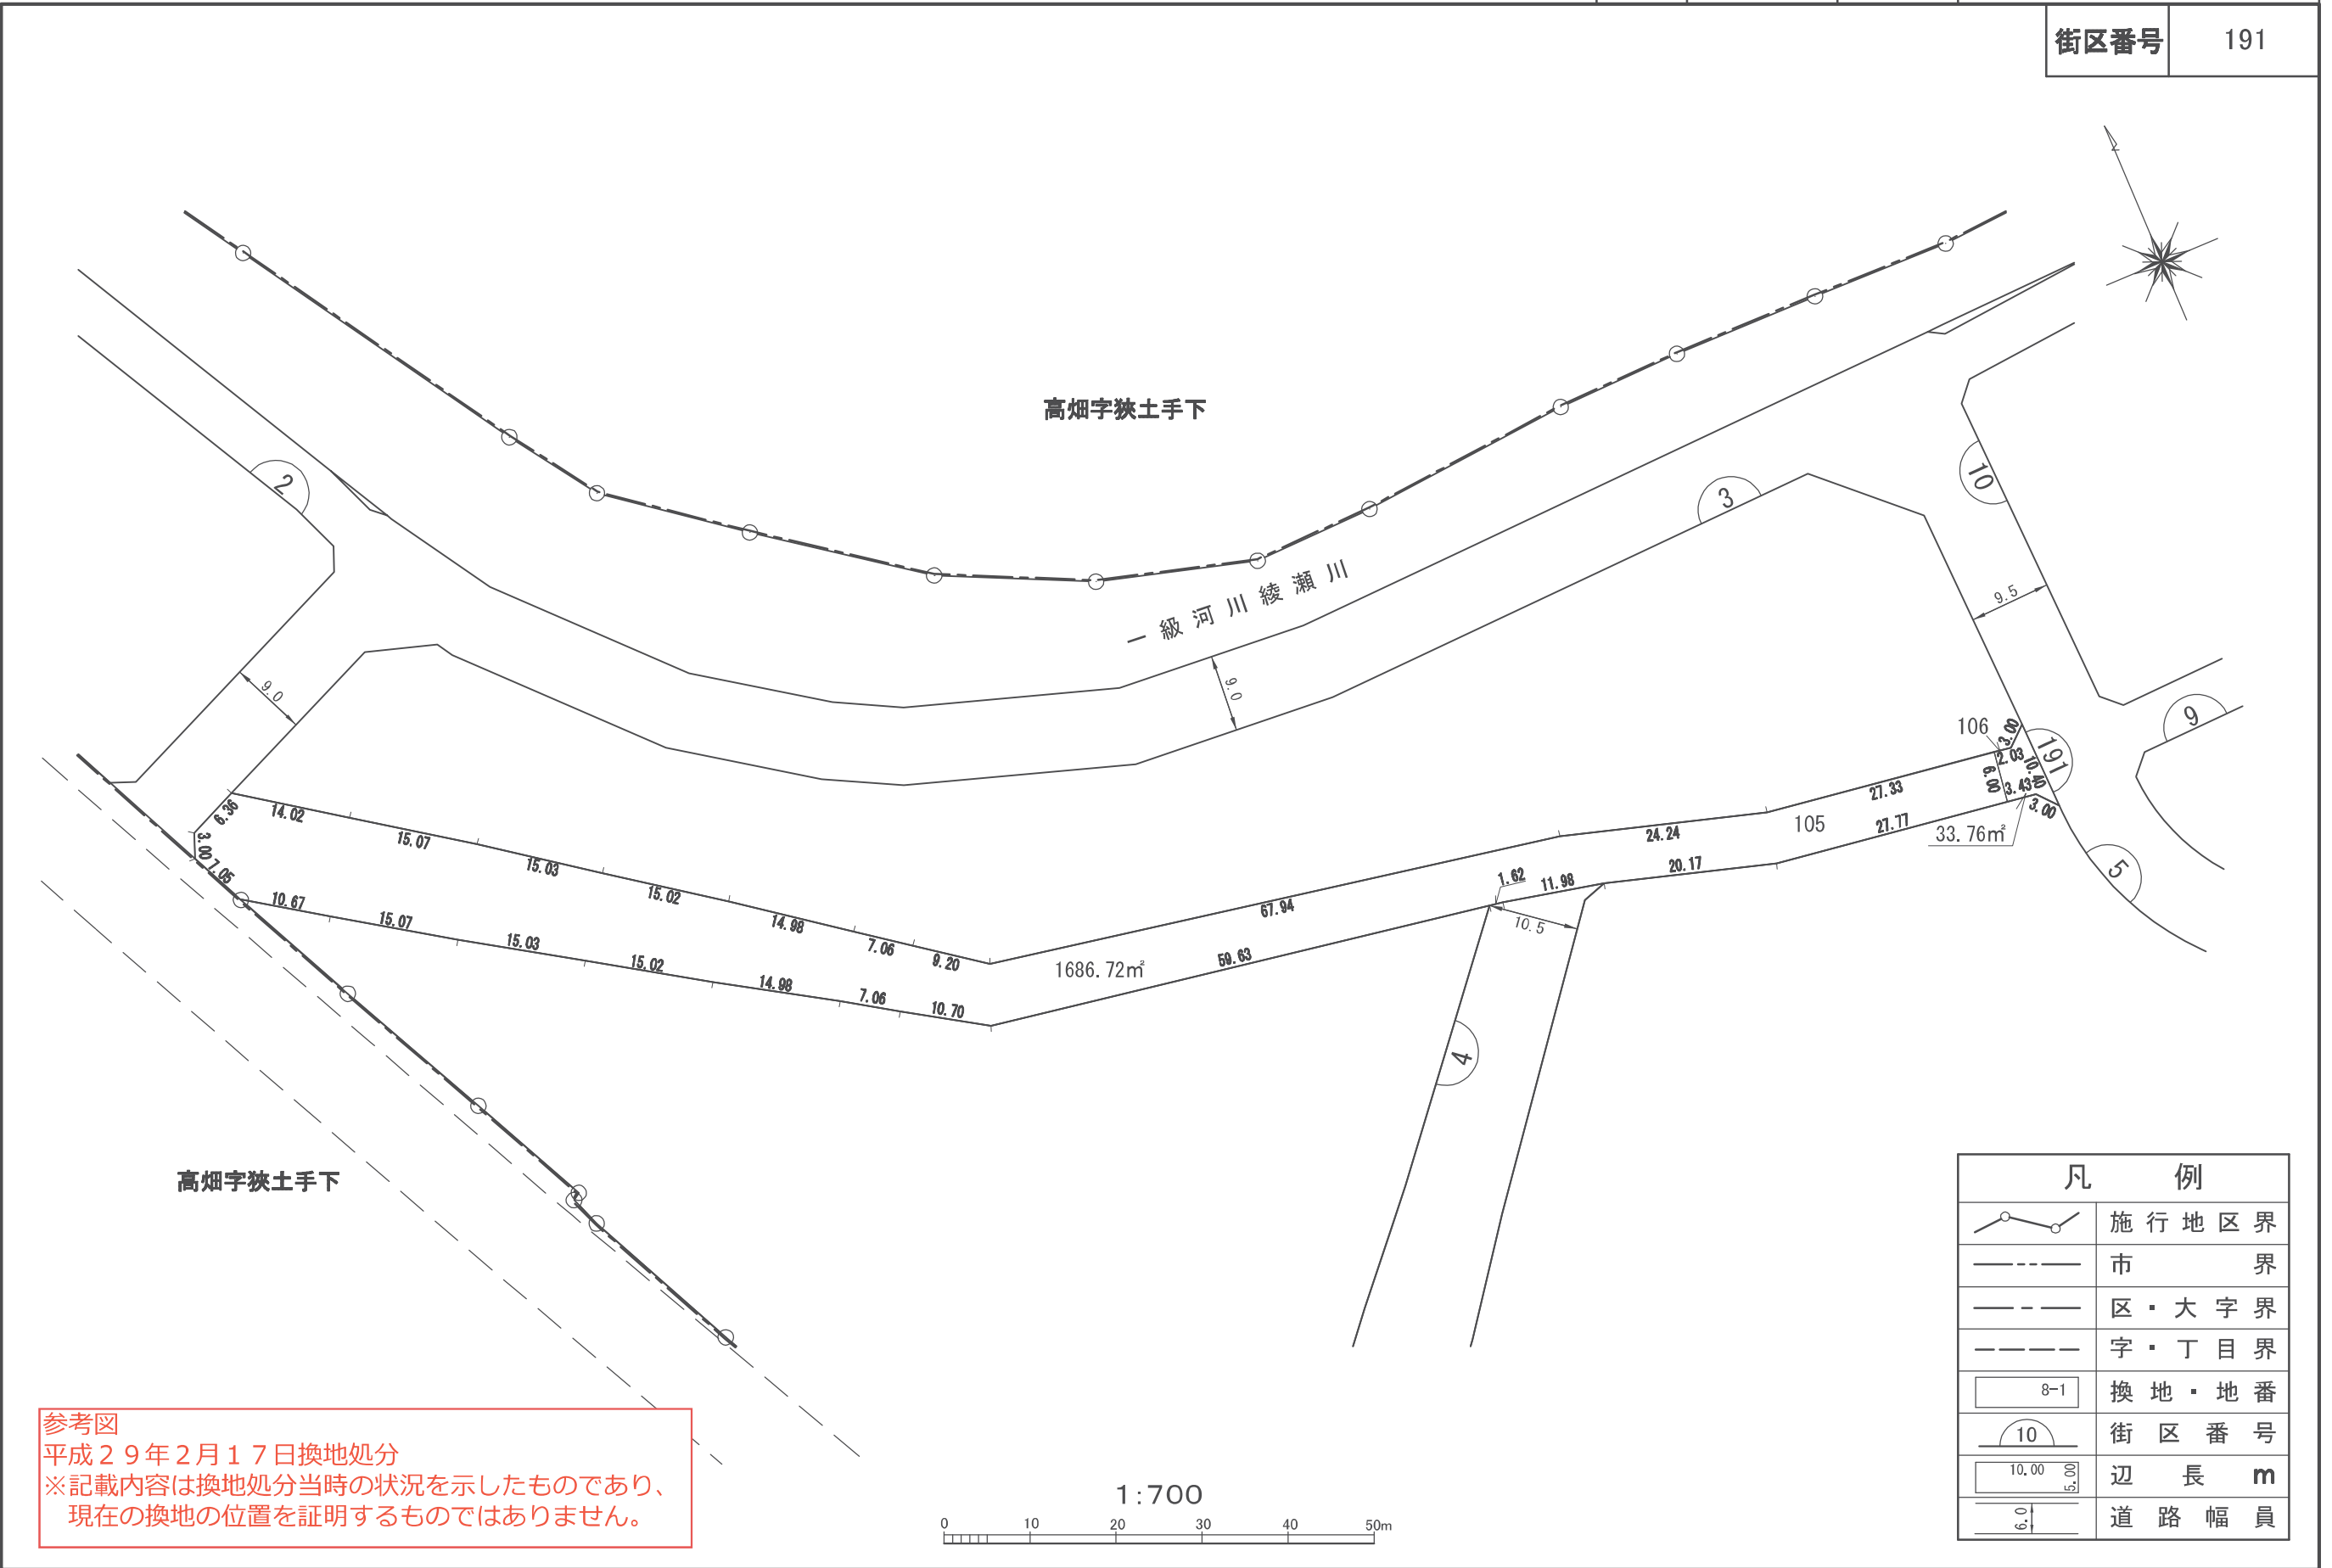 街区番号 191
高畑字狭土手下
2
3
10
9.5
一級河川綾瀬川
9.0
9.0
9
106
3.00
191
2.03
10.40
6.00
3.43
3.00
27.33
105
27.77
33.76㎡
24.24
20.17
5
6.36
3.00
7.05
14.02
15.07
15.03
15.02
14.98
7.06
9.20
67.94
1.62
11.98
10.5
10.67
15.07
15.03
15.02
14.98
7.06
10.70
1686.72㎡
59.63
4
高畑字狭土手下
凡 例
施行地区界
市 界
区・大字界
字・丁目界
8-1 換地・地番
10 街区番号
10.00 5.00 辺 長 m
6.0 道路幅員
参考図
平成29年2月17日換地処分
※記載内容は換地処分当時の状況を示したものであり、
現在の換地の位置を証明するものではありません。
1:700
0 10 20 30 40 50m